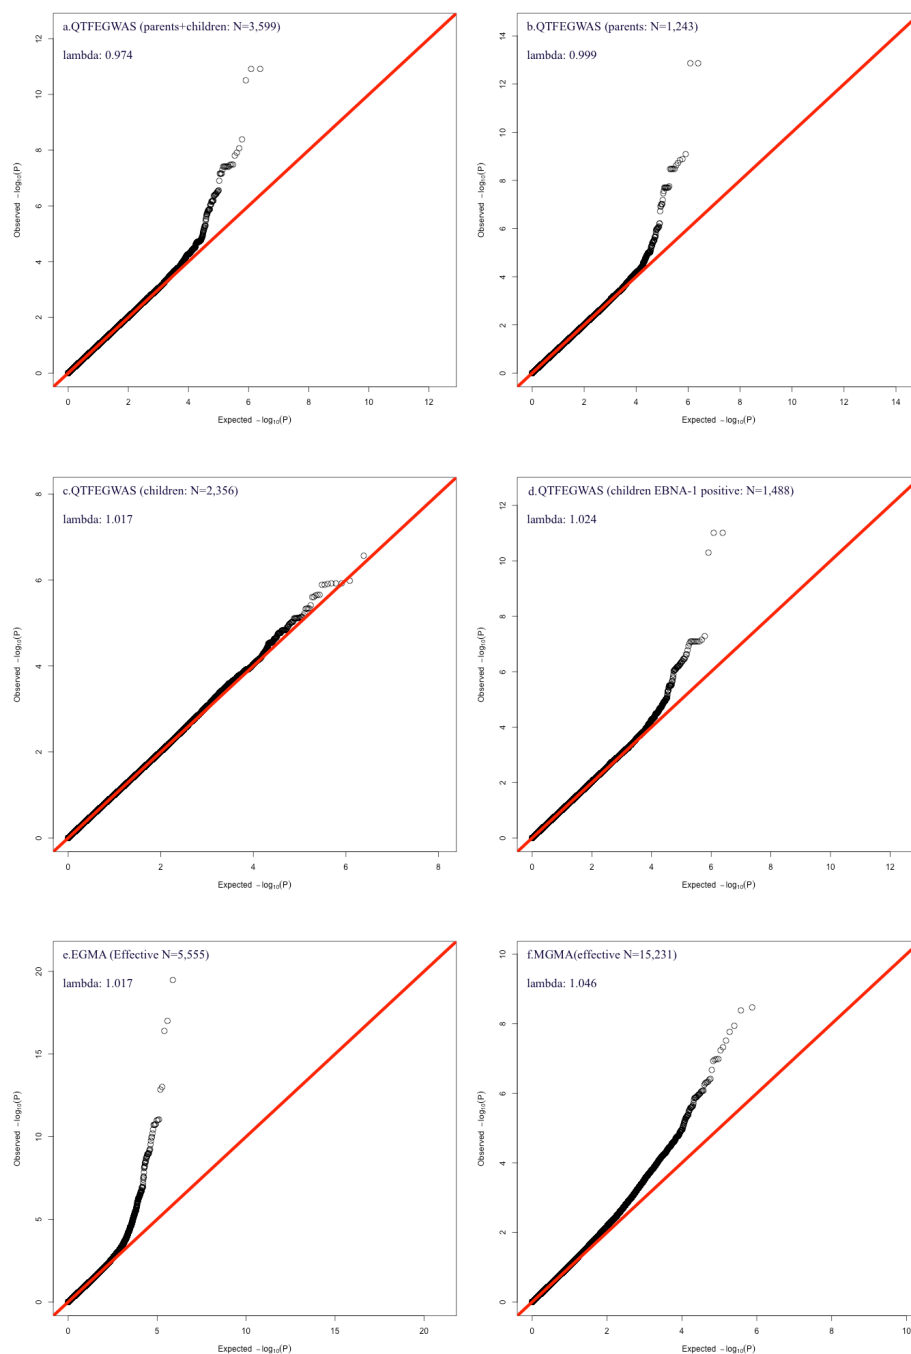 a.QTFEGWAS (parents+children: N=3,599)
lambda: 0.974
Observed −log10(P)
0 2 4 6 8 10 12
0 2 4 6 8 10 12
Expected −log10(P)
b.QTFEGWAS (parents: N=1,243)
lambda: 0.999
Observed −log10(P)
0 2 4 6 8 10 12 14
0 2 4 6 8 10 12 14
Expected −log10(P)
c.QTFEGWAS (children: N=2,356)
lambda: 1.017
Observed −log10(P)
0 2 4 6 8
0 2 4 6 8
Expected −log10(P)
d.QTFEGWAS (children EBNA-1 positive: N=1,488)
lambda: 1.024
Observed −log10(P)
0 2 4 6 8 10 12
0 2 4 6 8 10 12
Expected −log10(P)
e.EGMA (Effective N=5,555)
lambda: 1.017
Observed −log10(P)
0 5 10 15 20
0 5 10 15 20
Expected −log10(P)
f.MGMA(effective N=15,231)
lambda: 1.046
Observed −log10(P)
0 2 4 6 8 10
0 2 4 6 8 10
Expected −log10(P)